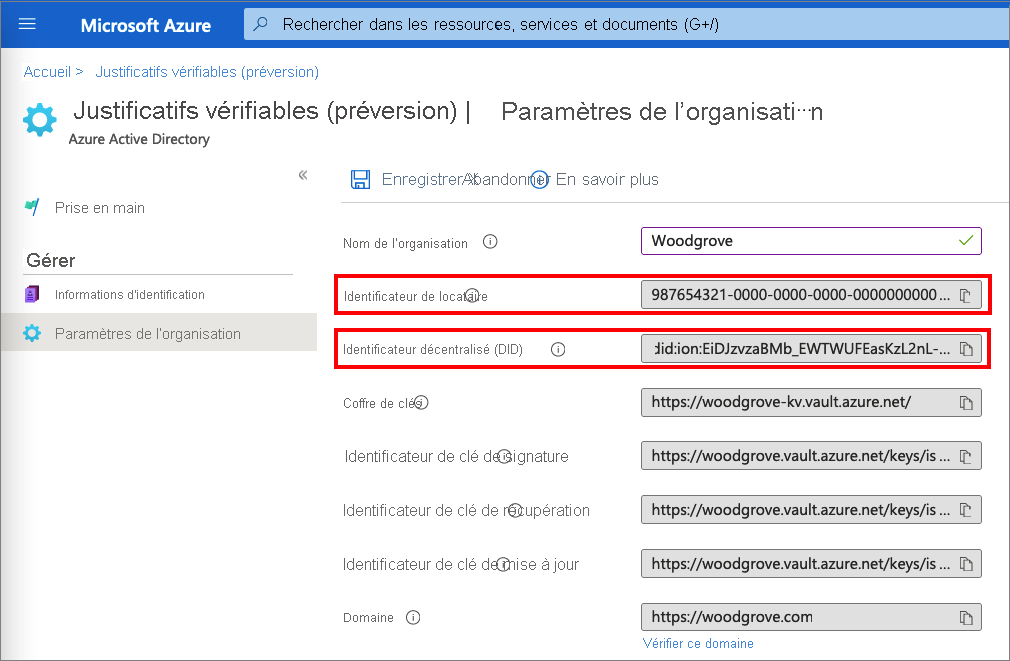 Microsoft Azure
Rechercher dans les ressources, services et documents (G+/)
Accueil > Justificatifs vérifiables (préversion)
Justificatifs vérifiables (préversion) | Paramètres de l'organisati···n
Azure Active Directory
«
Enregistrer Abandonner En savoir plus
Prise en main
Gérer
Informations d'identification
Paramètres de l'organisation
Nom de l'organisation
Woodgrove
Identificateur de locataire
987654321-0000-0000-0000-0000000000 ...
Identificateur décentralisé (DID)
did:ion:EiDJzvzaBMb_EWTWUFEasKzL2nL-...
Coffre de clés
https://woodgrove-kv.vault.azure.net/
Identificateur de clé de signature
https://woodgrove.vault.azure.net/keys/is ...
Identificateur de clé de récupération
https://woodgrove.vault.azure.net/keys/is ...
Identificateur de clé de mise à jour
https://woodgrove.vault.azure.net/keys/is ...
Domaine
https://woodgrove.com
Vérifier ce domaine